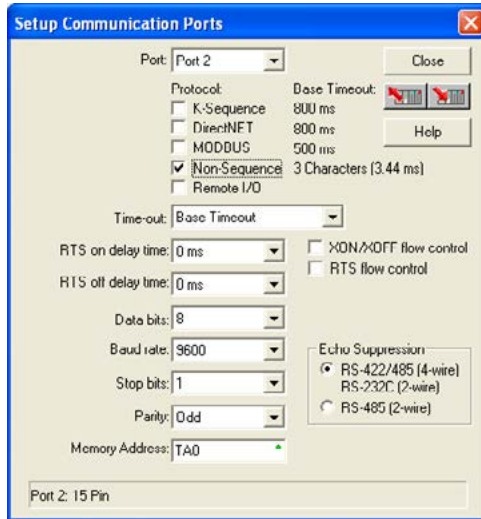 Setup Communication Ports
Port: Port 2
Close
Protocol: Base Timeout:
K-Sequence 800 ms
DirectNET 800 ms
Help
MODBUS 500 ms
Non-Sequence 3 Characters (3.44 ms)
Remote I/O
Time-out: Base Timeout
RTS on delay time: 0 ms
XON/XOFF flow control
RTS flow control
RTS off delay time: 0 ms
Data bits: 8
Baud rate: 9600
Echo Suppression
RS-422/485 (4-wire)
RS-232C (2-wire)
Stop bits: 1
RS-485 (2-wire)
Parity: Odd
Memory Address: TA0
Port 2: 15 Pin